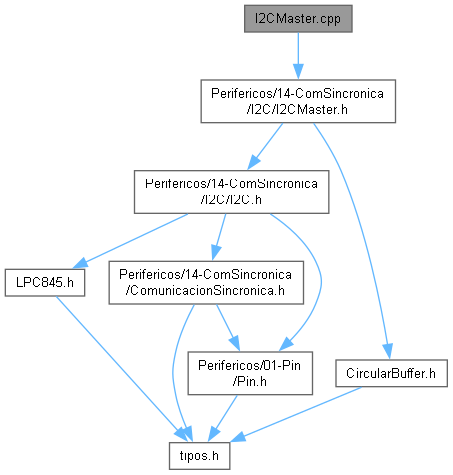 I2CMaster.cpp
Perifericos/14-ComSincronica
/I2C/I2CMaster.h
Perifericos/14-ComSincronica
/I2C/I2C.h
LPC845.h
Perifericos/14-ComSincronica
/ComunicacionSincronica.h
Perifericos/01-Pin
/Pin.h
CircularBuffer.h
tipos.h